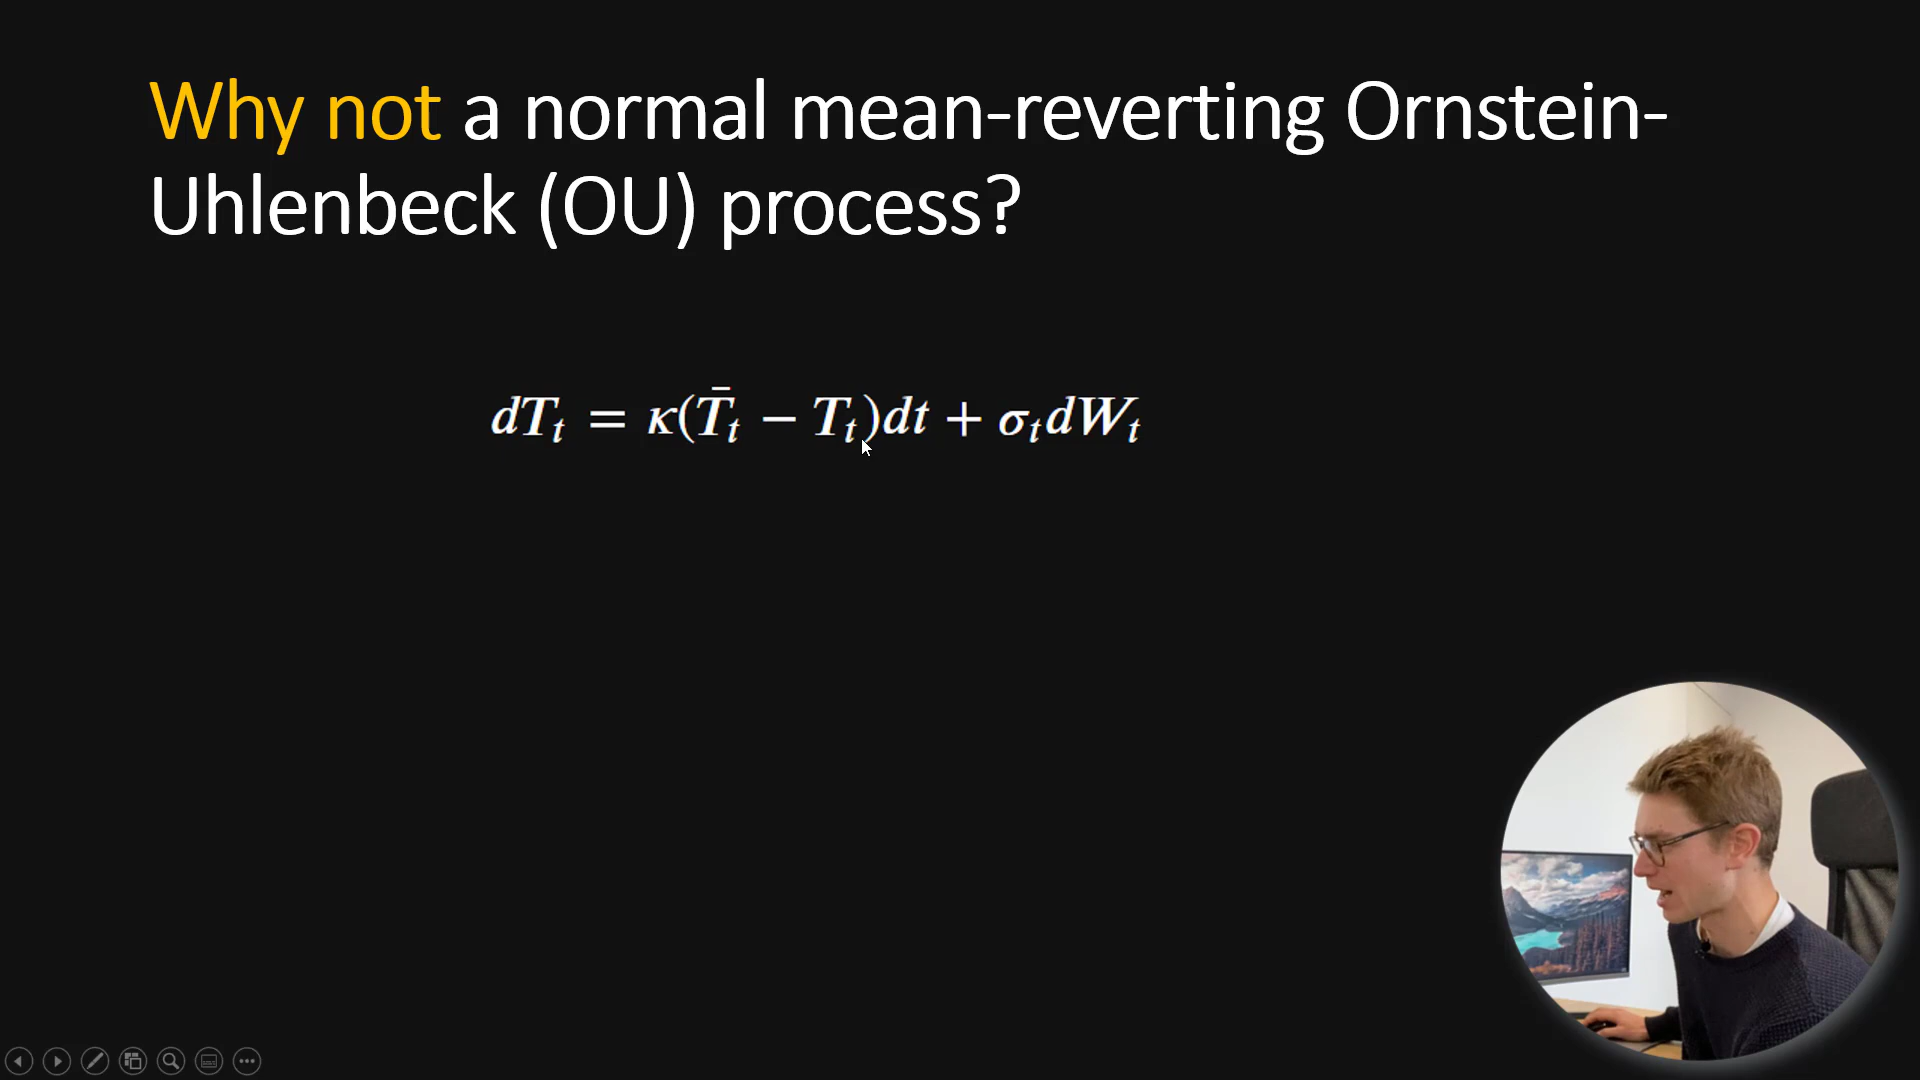 Why not a normal mean-reverting Ornstein-
Uhlenbeck (OU) process?
dT_t = κ(T̄_t − T_t)dt + σ_t dW_t